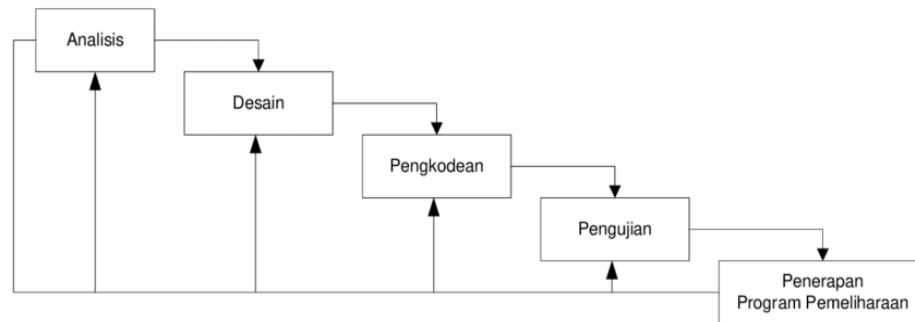 Analisis
Desain
Pengkodean
Pengujian
Penerapan
Program Pemeliharaan